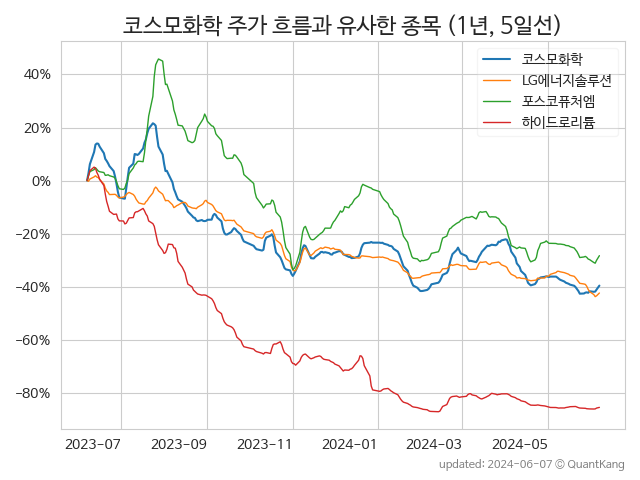 코스모화학 주가 흐름과 유사한 종목 (1년, 5일선)
코스모화학
LG에너지솔루션
포스코퓨처엠
하이드로리튬
40%
20%
0%
−20%
−40%
−60%
−80%
2023-07 2023-09 2023-11 2024-01 2024-03 2024-05
updated: 2024-06-07 © QuantKang